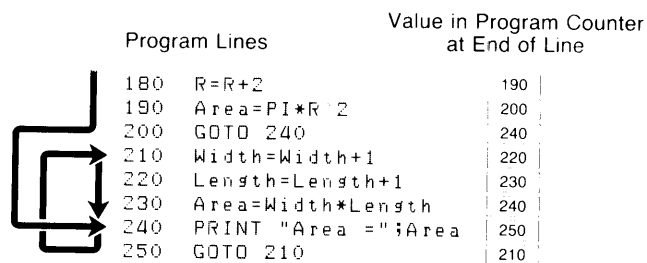 Program Lines
Value in Program Counter
at End of Line
180 R=R+2 190
190 Area=PI*R^2 200
200 GOTO 240 240
210 Width=Width+1 220
220 Length=Length+1 230
230 Area=Width*Length 240
240 PRINT "Area =";Area 250
250 GOTO 210 210